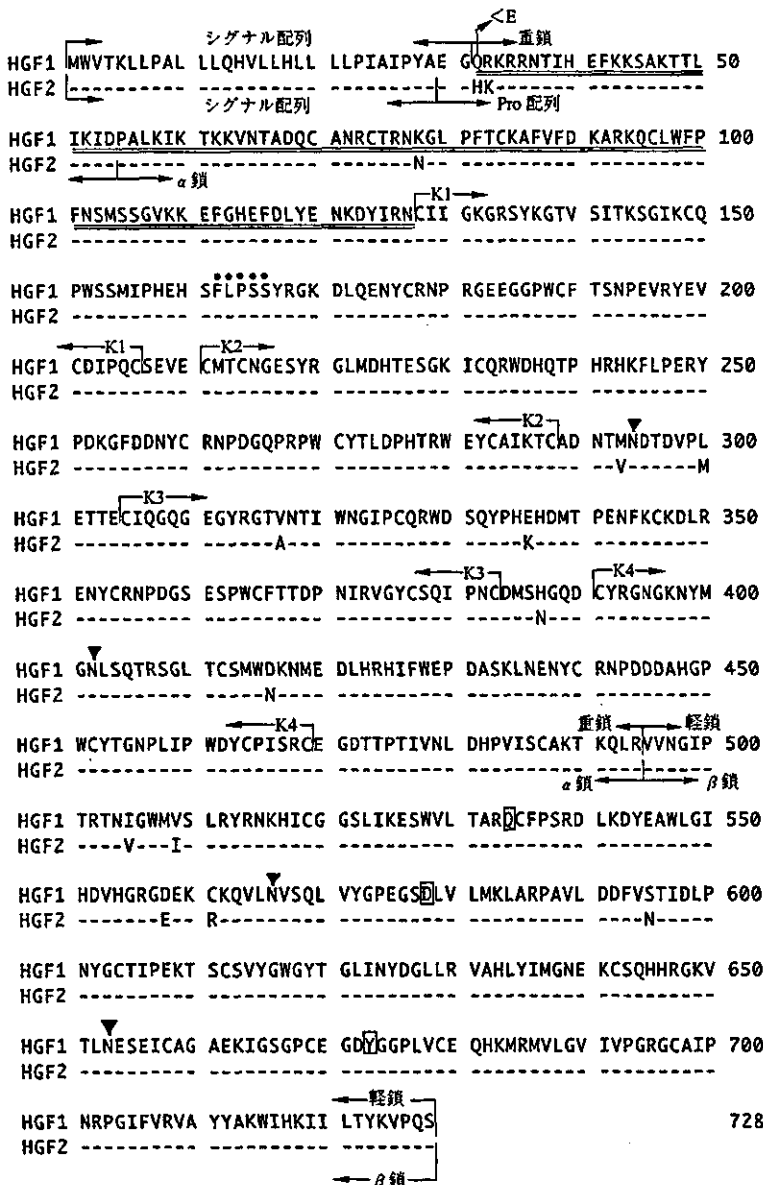 <E
シグナル配列 重鎖
HGF1 MWVTKLLPAL LLQHVLLHLL LLPIAIPYAE GQRKRRNTIH EFKKSAKTTL 50
HGF2 ---------- ---------- ---------- -HK------- ----------
シグナル配列 Pro 配列
HGF1 IKIDPALKIK TKKVNTADQC ANRCTRNKGL PFTCKAFVFD KARKQCLWFP 100
HGF2 ---------- ---------- -------N-- ---------- ----------
α鎖 K1
HGF1 FNSMSSGVKK EFGHEFDLYE NKDYIRNCII GKGRSYKGTV SITKSGIKCQ 150
HGF2 ---------- ---------- ---------- ---------- ----------
HGF1 PWSSMIPHEH SFLPSSYRGK DLQENYCRNP RGEEGGPWCF TSNPEVRYEV 200
HGF2 ---------- ---------- ---------- ---------- ----------
K1 K2
HGF1 CDIPQCSEVE CMTCNGESYR GLMDHTESGK ICQRWDHQTP HRHKFLPERY 250
HGF2 ---------- ---------- ---------- ---------- ----------
K2
HGF1 PDKGFDDNYC RNPDGQPRPW CYTLDPHTRW EYCAIKTCAD NTMNDTDVPL 300
HGF2 ---------- ---------- ---------- ---------- --V------M
K3
HGF1 ETTECIQGQG EGYRGTVNTI WNGIPCQRWD SQYPHEHDMT PENFKCKDLR 350
HGF2 ---------- ------A--- ---------- -----K---- ----------
K3 K4
HGF1 ENYCRNPDGS ESPWCFTTDP NIRVGYCSQI PNCDMSHGQD CYRGNGKNYM 400
HGF2 ---------- ---------- ---------- ------N--- ----------
HGF1 GNLSQTRSGL TCSMWDKNME DLHRHIFWEP DASKLNENYC RNPDDDAHGP 450
HGF2 ---------- -----N---- ---------- ---------- ----------
K4 重鎖 軽鎖
HGF1 WCYTGNPLIP WDYCPISRCE GDTTPTIVNL DHPVISCAKT KQLRVVNGIP 500
HGF2 ---------- ---------- ---------- ---------- ----------
α鎖 β鎖
HGF1 TRTNIGWMVS LRYRNKHICG GSLIKESWVL TARQCFPSRD LKDYEAWLGI 550
HGF2 ----V---I- ---------- ---------- ---------- ----------
HGF1 HDVHGRGDEK CKQVLNVSQL VYGPEGSDLV LMKLARPAVL DDFVSTIDLP 600
HGF2 -------E-- R--------- ---------- ---------- -----N----
HGF1 NYGCTIPEKT SCSVYGWGYT GLINYDGLLR VAHLYIMGNE KCSQHHRGKV 650
HGF2 ---------- ---------- ---------- ---------- ----------
HGF1 TLNESEICAG AEKIGSGPCE GDYGGPLVCE QHKMRMVLGV IVPGRGCAIP 700
HGF2 ---------- ---------- ---------- ---------- ----------
軽鎖
HGF1 NRPGIFVRVA YYAKWIHKII LTYKVPQS 728
HGF2 ---------- ---------- --------
β鎖